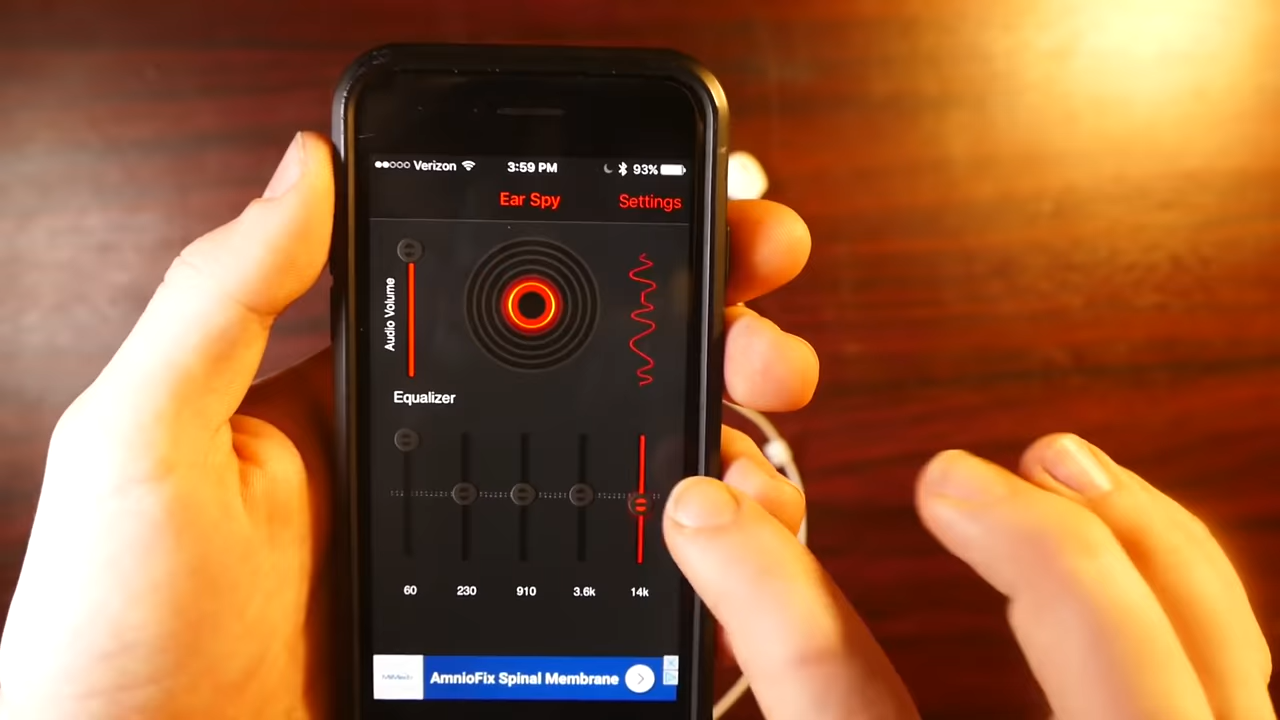 Verizon 3:59 PM 93%
Ear Spy Settings
Audio Volume
Equalizer
60 230 910 3.6k 14k
AmnioFix Spinal Membrane